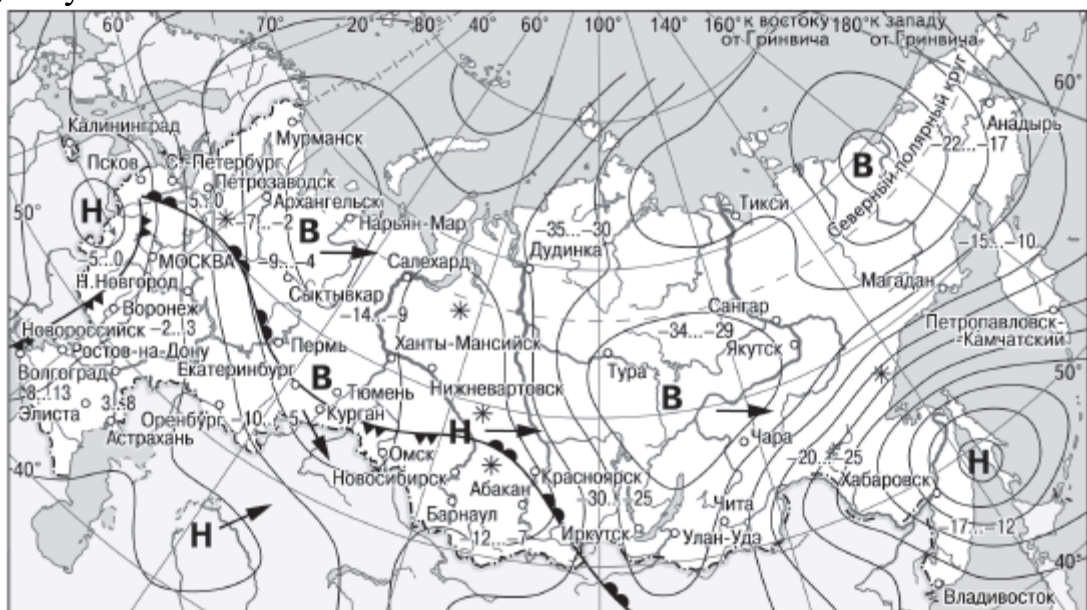 60°
70°
20° 40°
80°
100° 120° 140° 160°
к востоку
от Гринвича
180°
к западу
от Гринвича
60°
Калининград
Мурманск
Северный полярный круг
Анадырь
–22...–17
В
Псков
С.-Петербург
Петрозаводск
–5...0
Архангельск
–7...–2
Нарьян-Мар
В
50°
Н
–35...–30
Дудинка
Тикси
–15...–10
–5...0
МОСКВА
–9...–4
Салехард
Магадан
Н.Новгород
Сыктывкар
–14...–9
Сангар
–34...–29
Воронеж
–2...3
Новороссийск
Пермь
Ханты-Мансийск
Якутск
Петропавловск-
-Камчатский
Ростов-на-Дону
Волгоград
Екатеринбург
В
Тюмень
Нижневартовск
Тура
В
50°
8...13
3...8
Элиста
Астрахань
Оренбург
–10...–5
Курган
Н
Омск
Чара
–20...–25
Хабаровск
Н
40°
Новосибирск
Абакан
Красноярск
–30...–25
Чита
Н
Барнаул
–12...–7
Иркутск
Улан-Удэ
–17...–12
40°
Владивосток